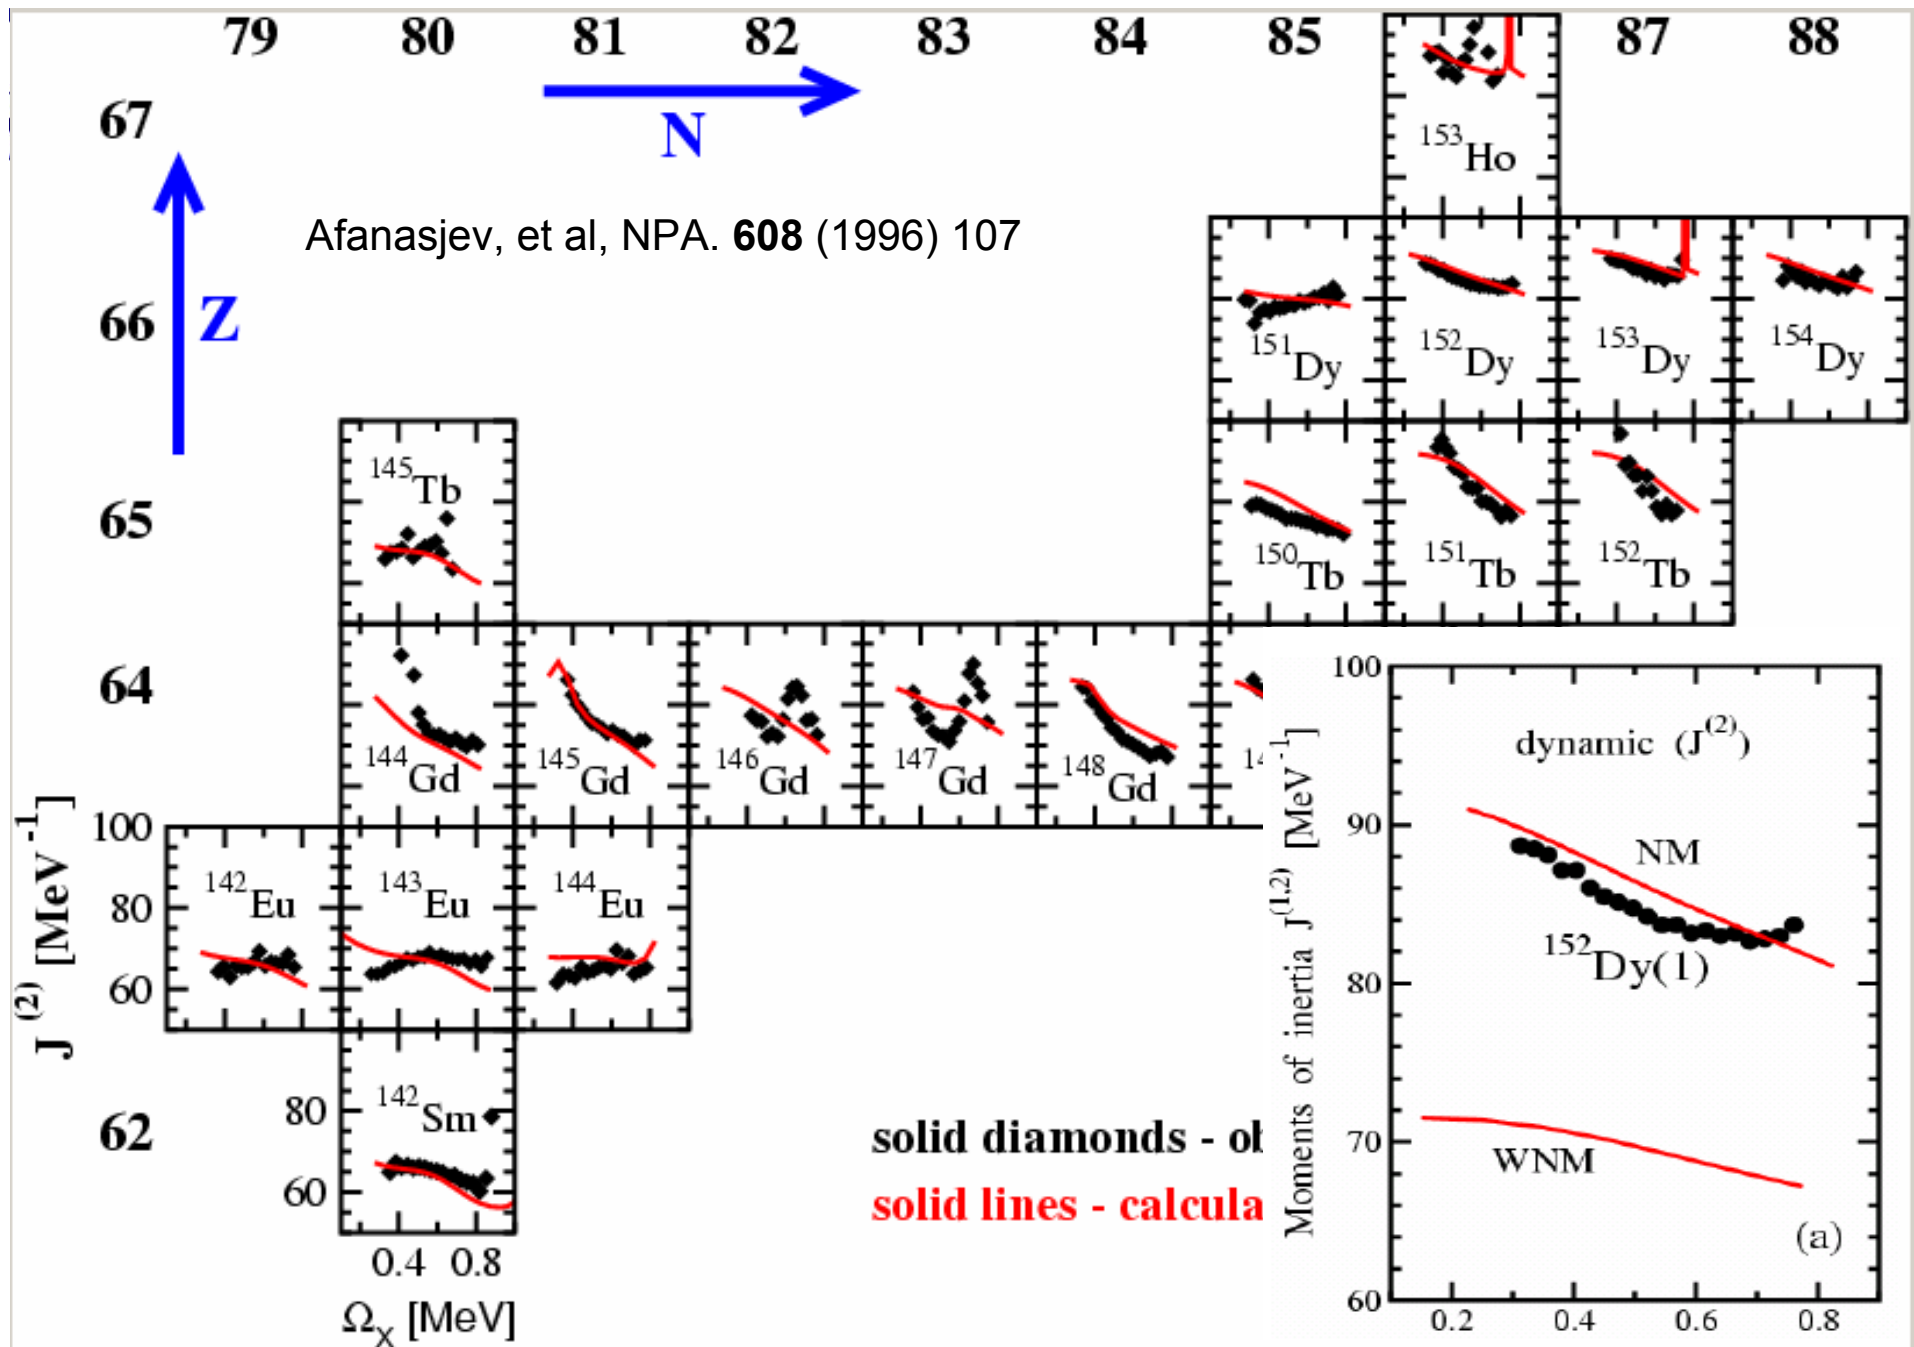 79 80 81 82 83 84 85 87 88
67
N
153Ho
Z
Afanasjev, et al, NPA. 608 (1996) 107
66
151Dy 152Dy 153Dy 154Dy
65
145Tb
150Tb 151Tb 152Tb
64
144Gd 145Gd 146Gd 147Gd 148Gd 14
J(2) [MeV-1]
100
80
60
142Eu 143Eu 144Eu
62
80
60
142Sm
0.4 0.8
Ωx [MeV]
solid diamonds - ob
solid lines - calcula
Moments of inertia J(1,2) [MeV-1]
100
90
80
70
60
dynamic (J(2))
NM
152Dy(1)
WNM
(a)
0.2 0.4 0.6 0.8